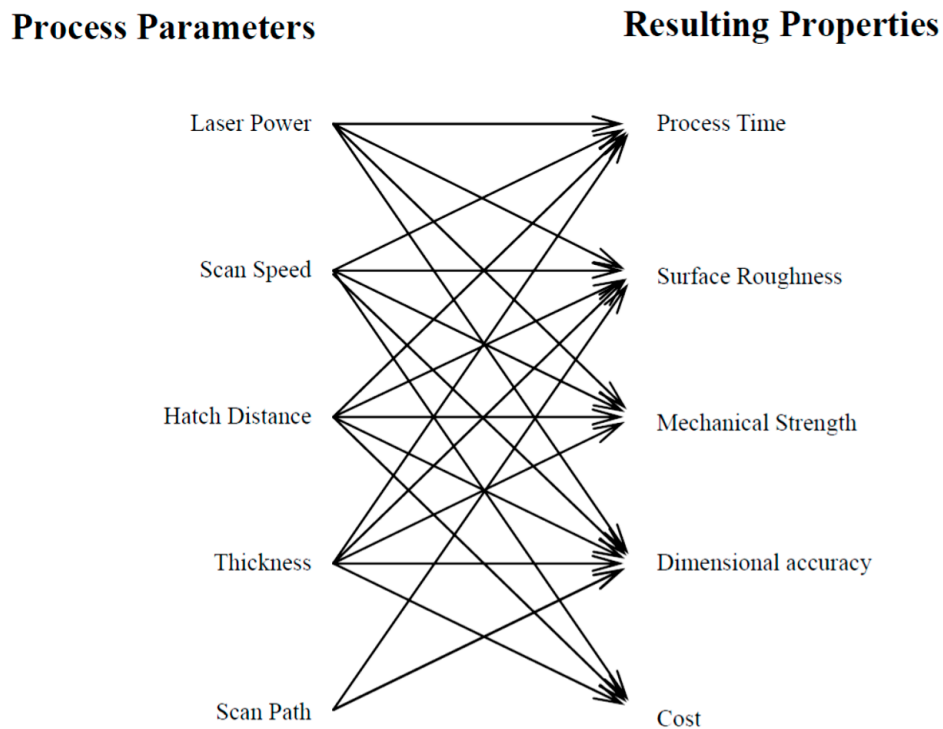 Process Parameters
Resulting Properties
Laser Power
Process Time
Scan Speed
Surface Roughness
Hatch Distance
Mechanical Strength
Thickness
Dimensional accuracy
Scan Path
Cost